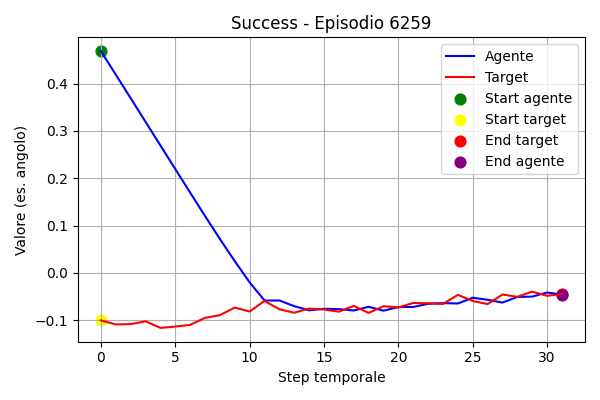 Success - Episodio 6259
Valore (es. angolo)
0.4
0.3
0.2
0.1
0.0
−0.1
0
5
10
15
20
25
30
Step temporale
Agente
Target
Start agente
Start target
End target
End agente